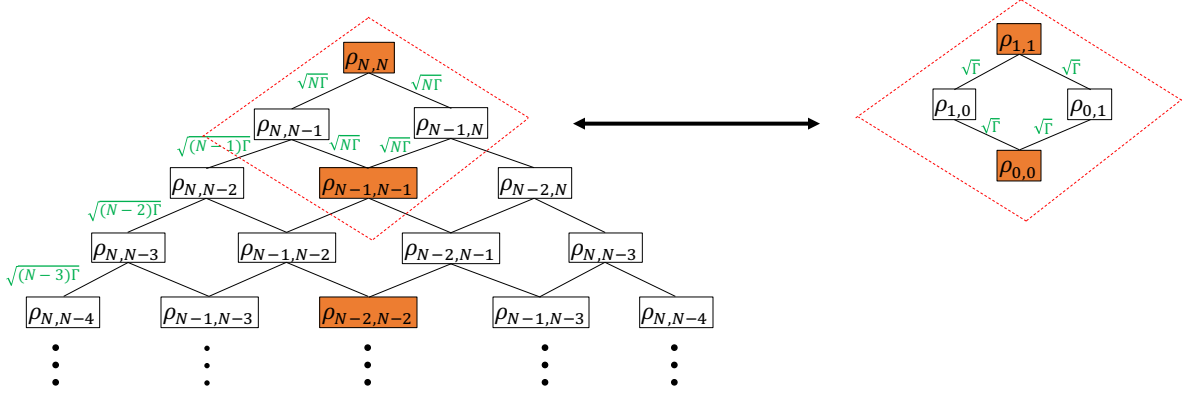 ρ_{N,N}
√NΓ √NΓ
ρ_{N,N−1} ρ_{N−1,N}
√(N − 1)Γ √NΓ √NΓ
ρ_{N,N−2} ρ_{N−1,N−1} ρ_{N−2,N}
√(N − 2)Γ
ρ_{N,N−3} ρ_{N−1,N−2} ρ_{N−2,N−1} ρ_{N,N−3}
√(N − 3)Γ
ρ_{N,N−4} ρ_{N−1,N−3} ρ_{N−2,N−2} ρ_{N−1,N−3} ρ_{N,N−4}
ρ_{1,1}
√Γ √Γ
ρ_{1,0} ρ_{0,1}
√Γ √Γ
ρ_{0,0}